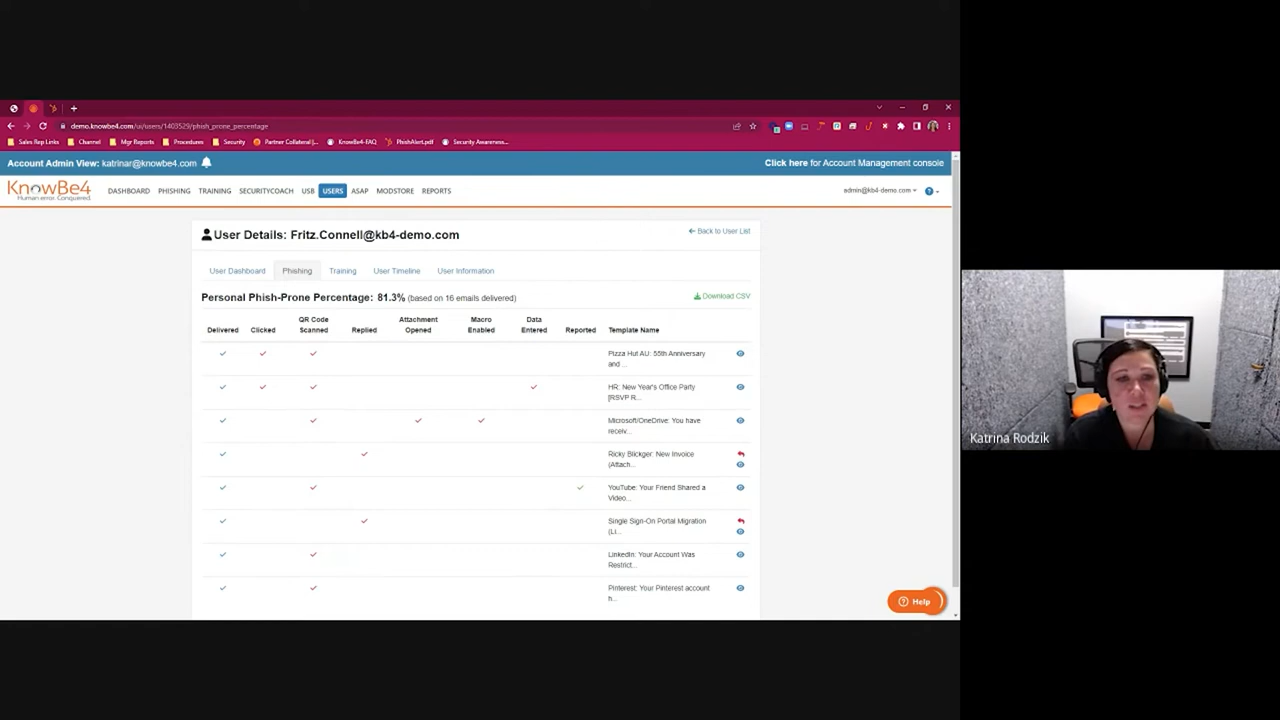 demo.knowbe4.com/ui/users/1403529/phish_prone_percentage
Sales Rep Links Channel Mgr Reports Procedures Security Partner Collateral |... KnowBe4-FAQ PhishAlert.pdf Security Awareness...
Account Admin View: katrinar@knowbe4.com Click here for Account Management console
KnowBe4
Human error. Conquered.
DASHBOARD PHISHING TRAINING SECURITYCOACH USB USERS ASAP MODSTORE REPORTS admin@kb4-demo.com
User Details: Fritz.Connell@kb4-demo.com Back to User List
User Dashboard Phishing Training User Timeline User Information
Personal Phish-Prone Percentage: 81.3% (based on 16 emails delivered) Download CSV
Delivered Clicked QR Code Scanned Replied Attachment Opened Macro Enabled Data Entered Reported Template Name
Pizza Hut AU: 55th Anniversary
and ...
HR: New Year's Office Party
[RSVP R...
Microsoft/OneDrive: You have
receiv...
Ricky Blickger: New Invoice
(Attach...
YouTube: Your Friend Shared a
Video...
Single Sign-On Portal Migration
(Li...
LinkedIn: Your Account Was
Restrict...
Pinterest: Your Pinterest account
h...
Help
Katrina Rodzik